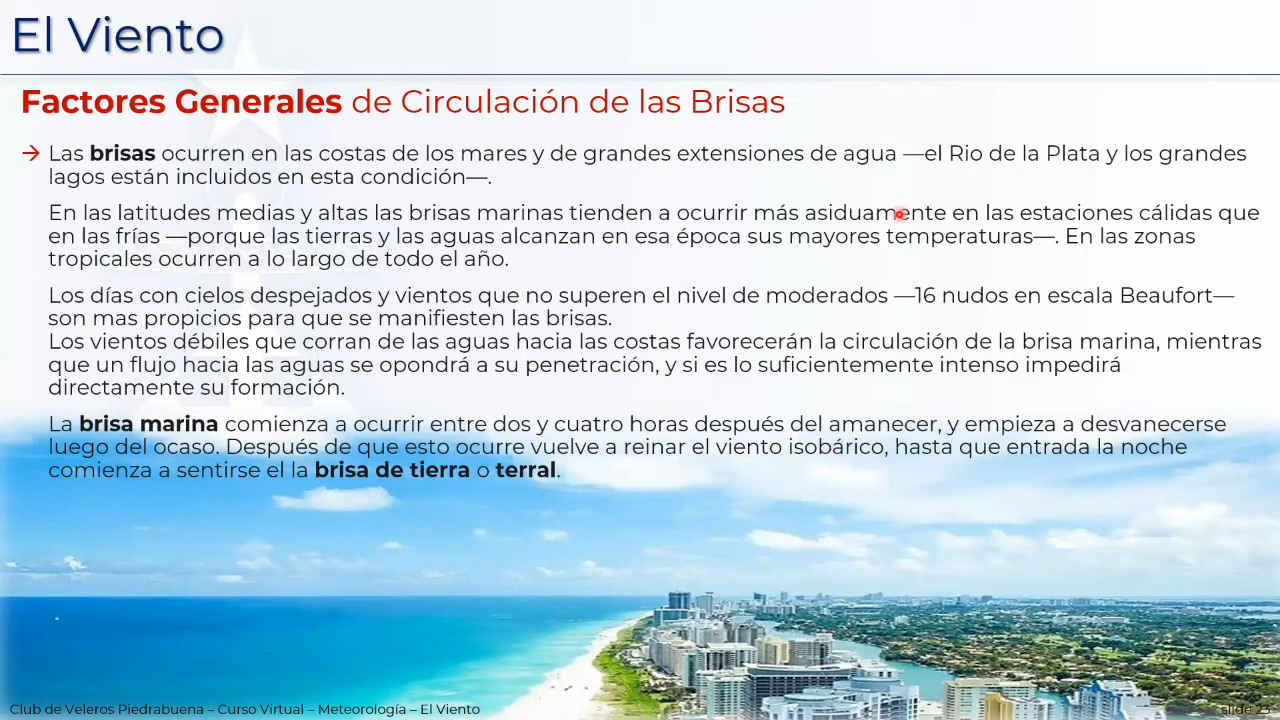 El Viento
Factores Generales de Circulación de las Brisas
→ Las brisas ocurren en las costas de los mares y de grandes extensiones de agua —el Rio de la Plata y los grandes
lagos están incluidos en esta condición—.
En las latitudes medias y altas las brisas marinas tienden a ocurrir más asiduamente en las estaciones cálidas que
en las frías —porque las tierras y las aguas alcanzan en esa época sus mayores temperaturas—. En las zonas
tropicales ocurren a lo largo de todo el año.
Los días con cielos despejados y vientos que no superen el nivel de moderados —16 nudos en escala Beaufort—
son mas propicios para que se manifiesten las brisas.
Los vientos débiles que corran de las aguas hacia las costas favorecerán la circulación de la brisa marina, mientras
que un flujo hacia las aguas se opondrá a su penetración, y si es lo suficientemente intenso impedirá
directamente su formación.
La brisa marina comienza a ocurrir entre dos y cuatro horas después del amanecer, y empieza a desvanecerse
luego del ocaso. Después de que esto ocurre vuelve a reinar el viento isobárico, hasta que entrada la noche
comienza a sentirse el la brisa de tierra o terral.
Club de Veleros Piedrabuena – Curso Virtual – Meteorología – El Viento
Slide 23